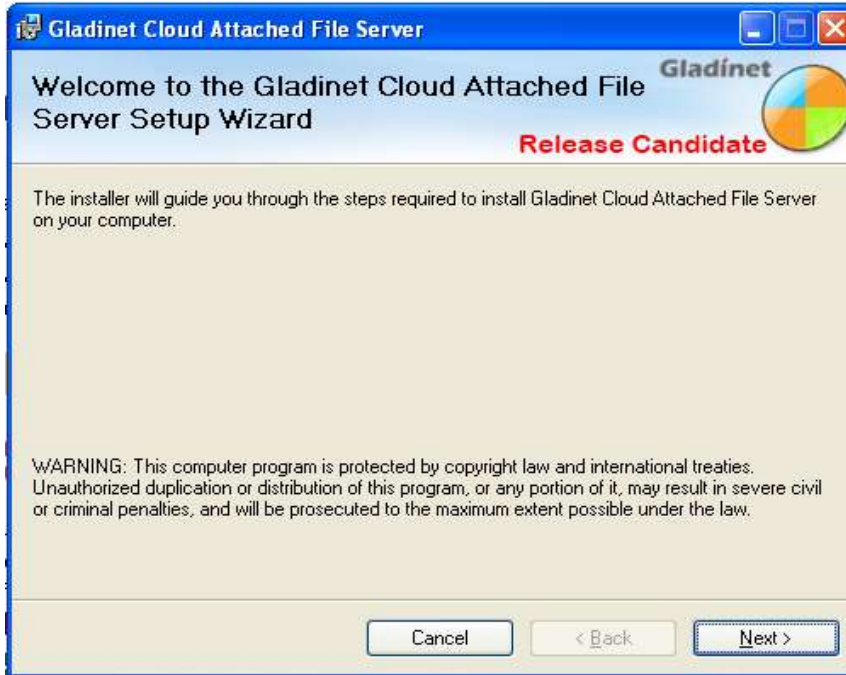 Gladinet Cloud Attached File Server
Gladinet
Welcome to the Gladinet Cloud Attached File
Server Setup Wizard
Release Candidate
The installer will guide you through the steps required to install Gladinet Cloud Attached File Server
on your computer.
WARNING: This computer program is protected by copyright law and international treaties.
Unauthorized duplication or distribution of this program, or any portion of it, may result in severe civil
or criminal penalties, and will be prosecuted to the maximum extent possible under the law.
Cancel
< Back
Next >